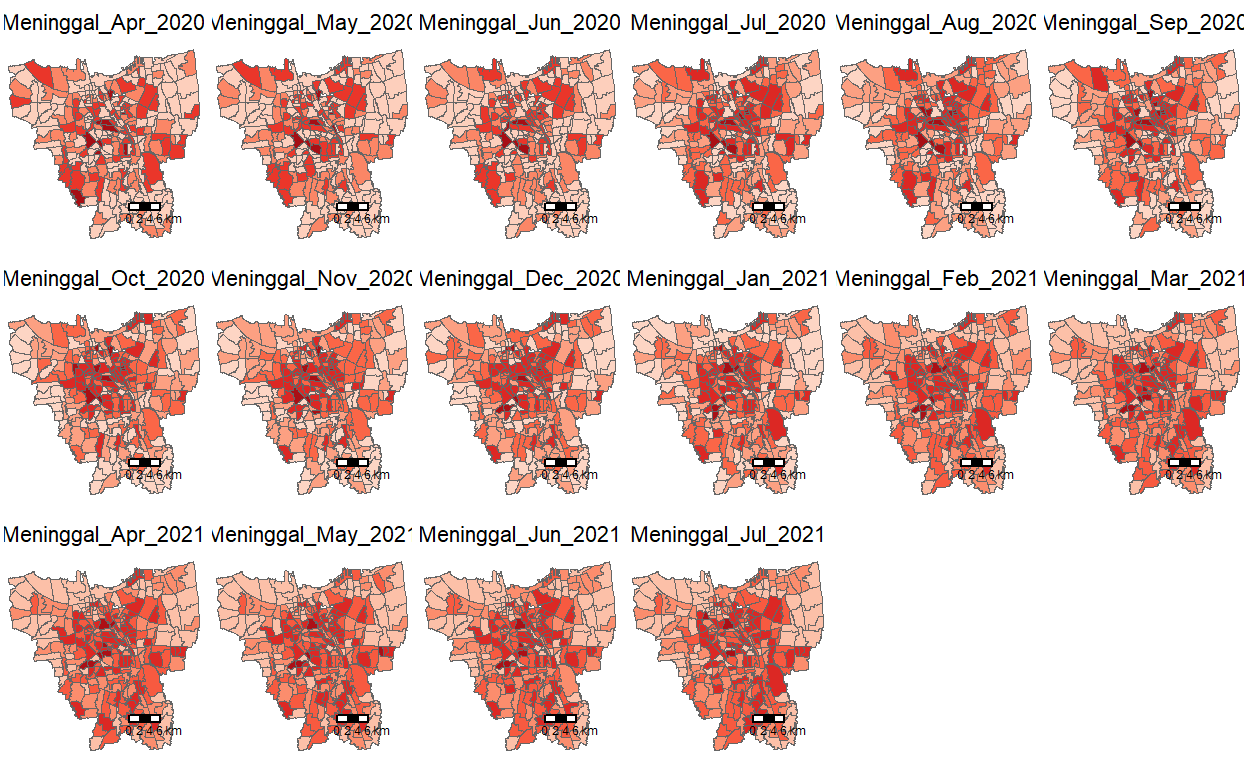 Meninggal_Apr_2020 Meninggal_May_2020 Meninggal_Jun_2020 Meninggal_Jul_2020 Meninggal_Aug_2020 Meninggal_Sep_2020
0 2 4 6 km 0 2 4 6 km 0 2 4 6 km 0 2 4 6 km 0 2 4 6 km 0 2 4 6 km
Meninggal_Oct_2020 Meninggal_Nov_2020 Meninggal_Dec_2020 Meninggal_Jan_2021 Meninggal_Feb_2021 Meninggal_Mar_2021
0 2 4 6 km 0 2 4 6 km 0 2 4 6 km 0 2 4 6 km 0 2 4 6 km 0 2 4 6 km
Meninggal_Apr_2021 Meninggal_May_2021 Meninggal_Jun_2021 Meninggal_Jul_2021
0 2 4 6 km 0 2 4 6 km 0 2 4 6 km 0 2 4 6 km